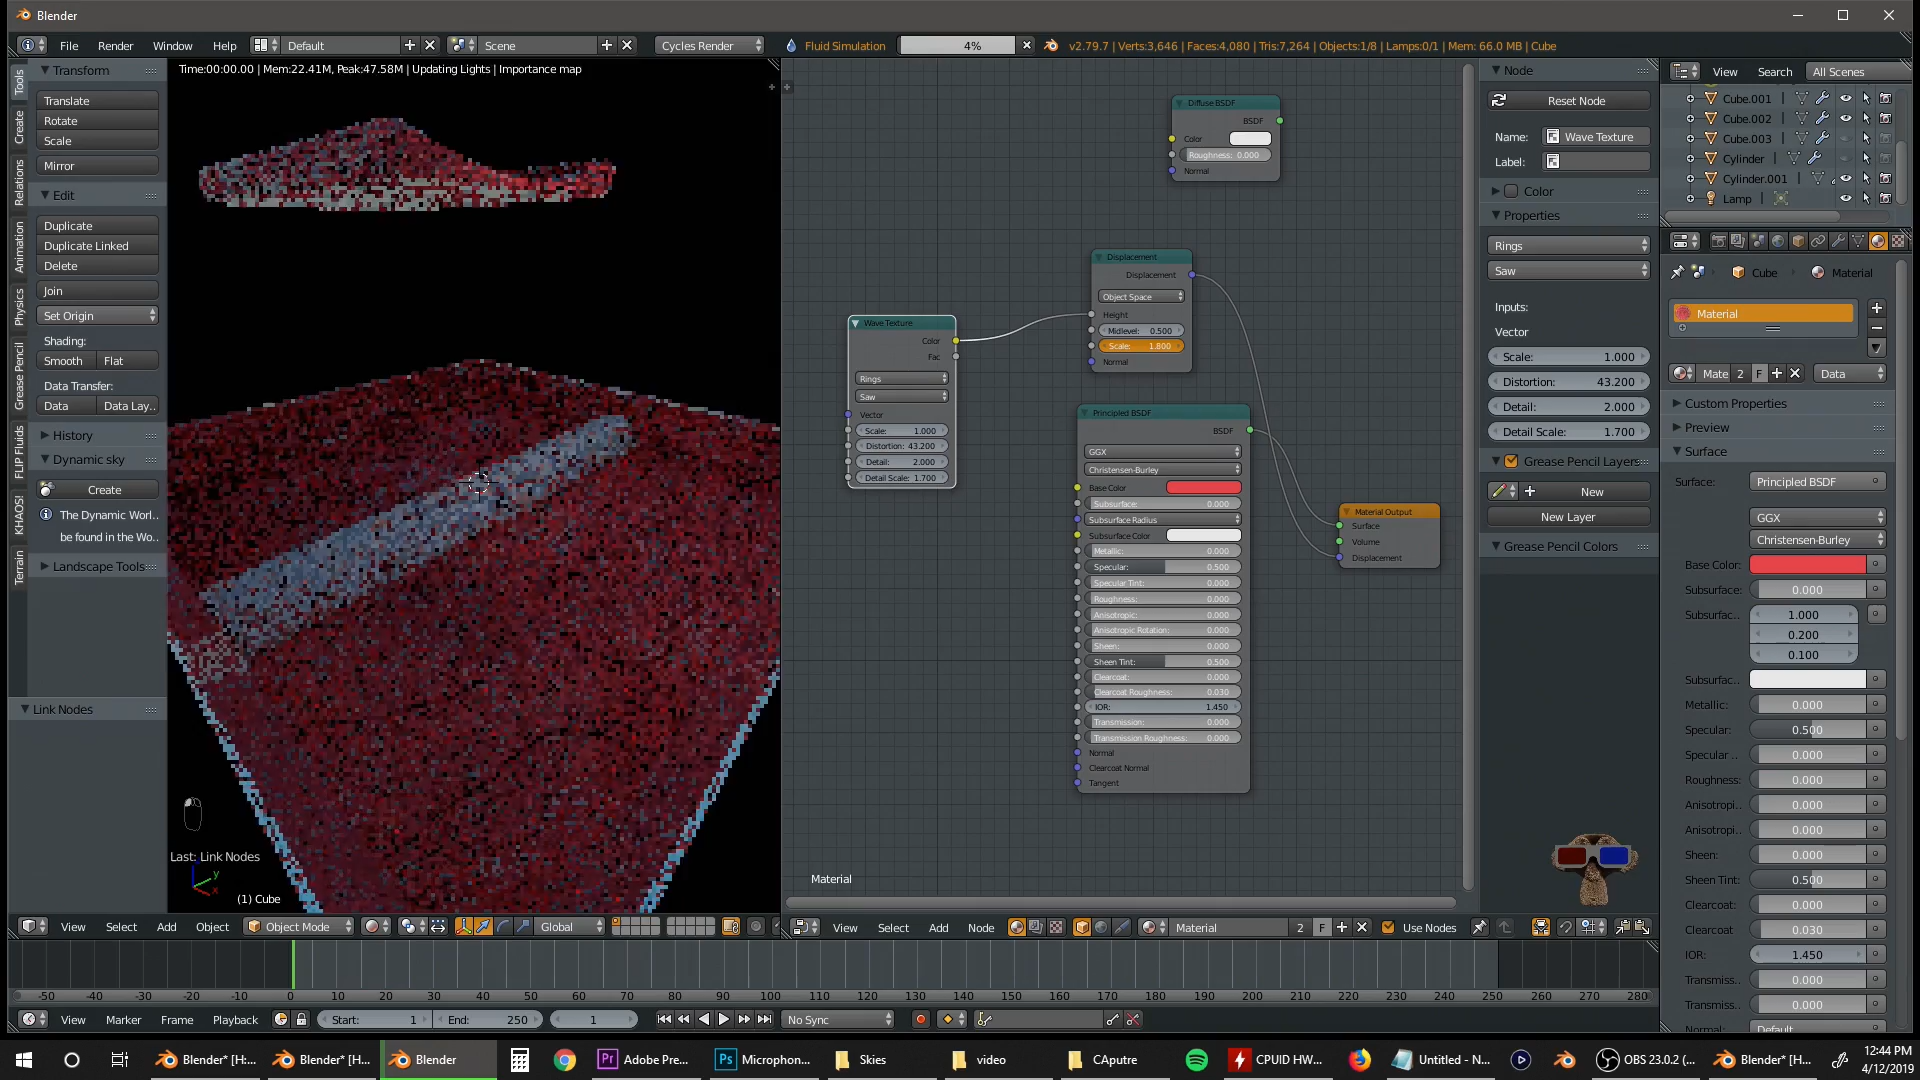 Blender
File Render Window Help Default Scene Cycles Render Fluid Simulation 4% v2.79.7 | Verts:3,646 | Faces:4,080 | Tris:7,264 | Objects:1/8 | Lamps:0/1 | Mem: 66.0 MB | Cube
Tools
Create
Relations
Animation
Physics
Grease Pencil
FLIP Fluids
KHAOS!
Terrain
Transform
Translate
Rotate
Scale
Mirror
Edit
Duplicate
Duplicate Linked
Delete
Join
Set Origin
Shading:
Smooth Flat
Data Transfer:
Data Data Lay..
History
Dynamic sky
Create
The Dynamic Worl..
be found in the Wo..
Landscape Tools
Link Nodes
Time:00:00.00 | Mem:22.41M, Peak:47.58M | Updating Lights | Importance map
Last: Link Nodes
y
x
(1) Cube
View Select Add Object Object Mode Global
Diffuse BSDF
BSDF
Color
Roughness: 0.000
Normal
Displacement
Displacement
Object Space
Height
Midlevel: 0.500
Scale: 1.800
Normal
Wave Texture
Color
Fac
Rings
Saw
Vector
Scale: 1.000
Distortion: 43.200
Detail: 2.000
Detail Scale: 1.700
Principled BSDF
BSDF
GGX
Christensen-Burley
Base Color
Subsurface: 0.000
Subsurface Radius
Subsurface Color
Metallic: 0.000
Specular: 0.500
Specular Tint: 0.000
Roughness: 0.000
Anisotropic: 0.000
Anisotropic Rotation: 0.000
Sheen: 0.000
Sheen Tint: 0.500
Clearcoat: 0.000
Clearcoat Roughness: 0.030
IOR: 1.450
Transmission: 0.000
Transmission Roughness: 0.000
Normal
Clearcoat Normal
Tangent
Material Output
Surface
Volume
Displacement
Material
View Select Add Node Material 2 F Use Nodes
Node
Reset Node
Name: Wave Texture
Label:
Color
Properties
Rings
Saw
Inputs:
Vector
Scale: 1.000
Distortion: 43.200
Detail: 2.000
Detail Scale: 1.700
Grease Pencil Layers
New
New Layer
Grease Pencil Colors
View Search All Scenes
Cube.001
Cube.002
Cube.003
Cylinder
Cylinder.001
Lamp
Cube Material
Material
Mate 2 F Data
Custom Properties
Preview
Surface
Surface: Principled BSDF
GGX
Christensen-Burley
Base Color:
Subsurface: 0.000
Subsurfac.. 1.000
0.200
0.100
Subsurfac..
Metallic: 0.000
Specular: 0.500
Specular .. 0.000
Roughness: 0.000
Anisotropi.. 0.000
Anisotropi.. 0.000
Sheen: 0.000
Sheen Tint: 0.500
Clearcoat: 0.000
Clearcoat 0.030
IOR: 1.450
Transmiss.. 0.000
Transmiss.. 0.000
Normal: Default
-50 -40 -30 -20 -10 0 10 20 30 40 50 60 70 80 90 100 110 120 130 140 150 160 170 180 190 200 210 220 230 240 250 260 270 280
View Marker Frame Playback Start: 1 End: 250 1 No Sync
Blender* [H:... Blender* [H... Blender Adobe Pre... Microphon... Skies video CAputre CPUID HW... Untitled - N... OBS 23.0.2 (... Blender* [H... 12:44 PM
4/12/2019